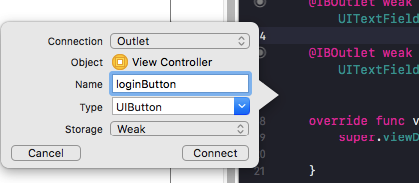 @IBOutlet weak
UITextField
4
@IBOutlet weak
UITextField
Connection Outlet
Object View Controller
Name loginButton
Type UIButton
Storage Weak
Cancel Connect
override func v
super.viewD
21 }